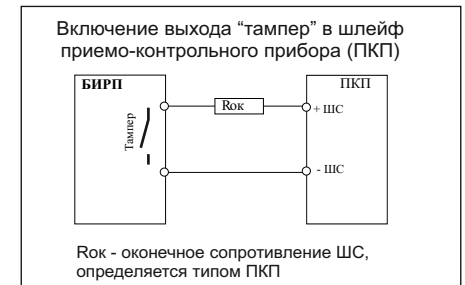 Включение выхода “тампер” в шлейф
приемо-контрольного прибора (ПКП)
БИРП
ПКП
Rок
+ ШС
Тампер
- ШС
Rок - оконечное сопротивление ШС,
определяется типом ПКП